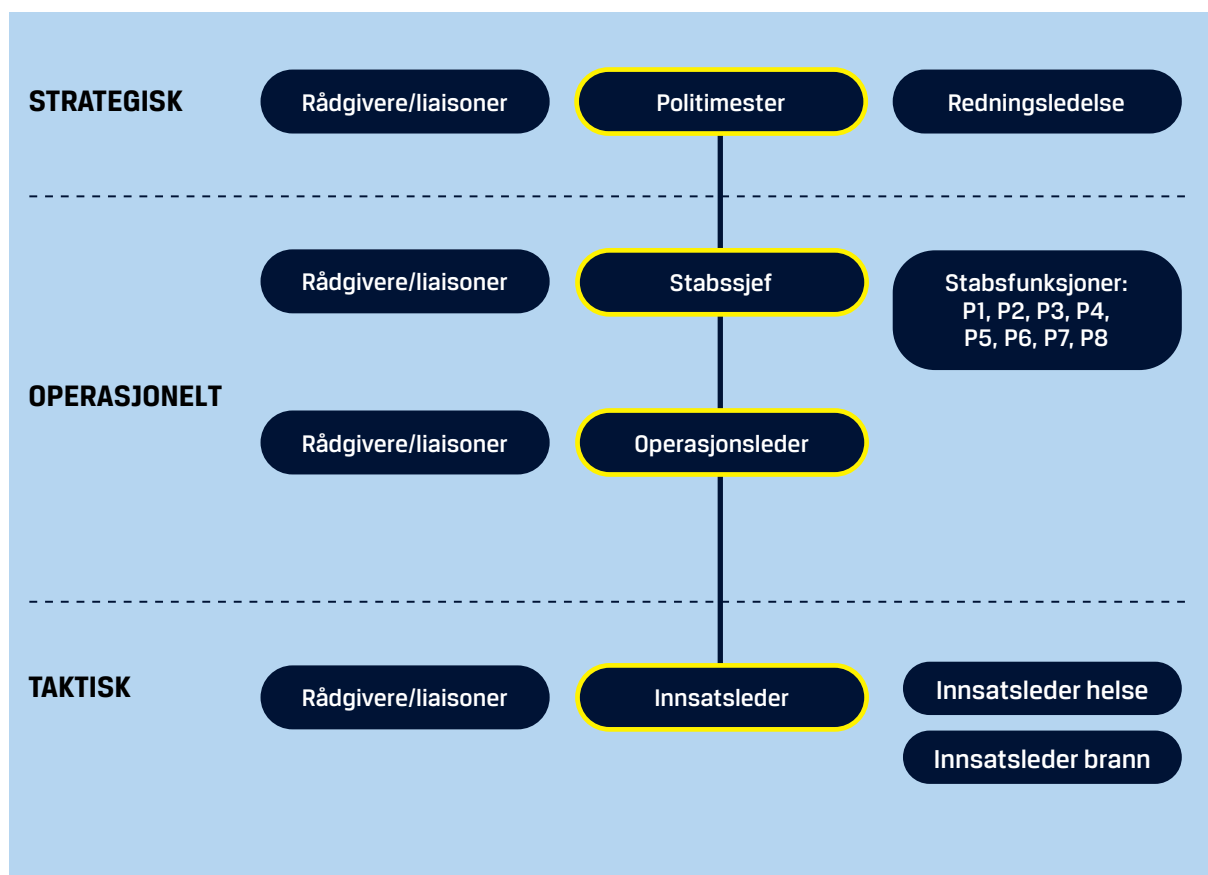 STRATEGISK
Rådgivere/liaisoner
Politimester
Redningsledelse
Rådgivere/liaisoner
Stabssjef
Stabsfunksjoner:
P1, P2, P3, P4,
P5, P6, P7, P8
OPERASJONELT
Rådgivere/liaisoner
Operasjonsleder
TAKTISK
Rådgivere/liaisoner
Innsatsleder
Innsatsleder helse
Innsatsleder brann